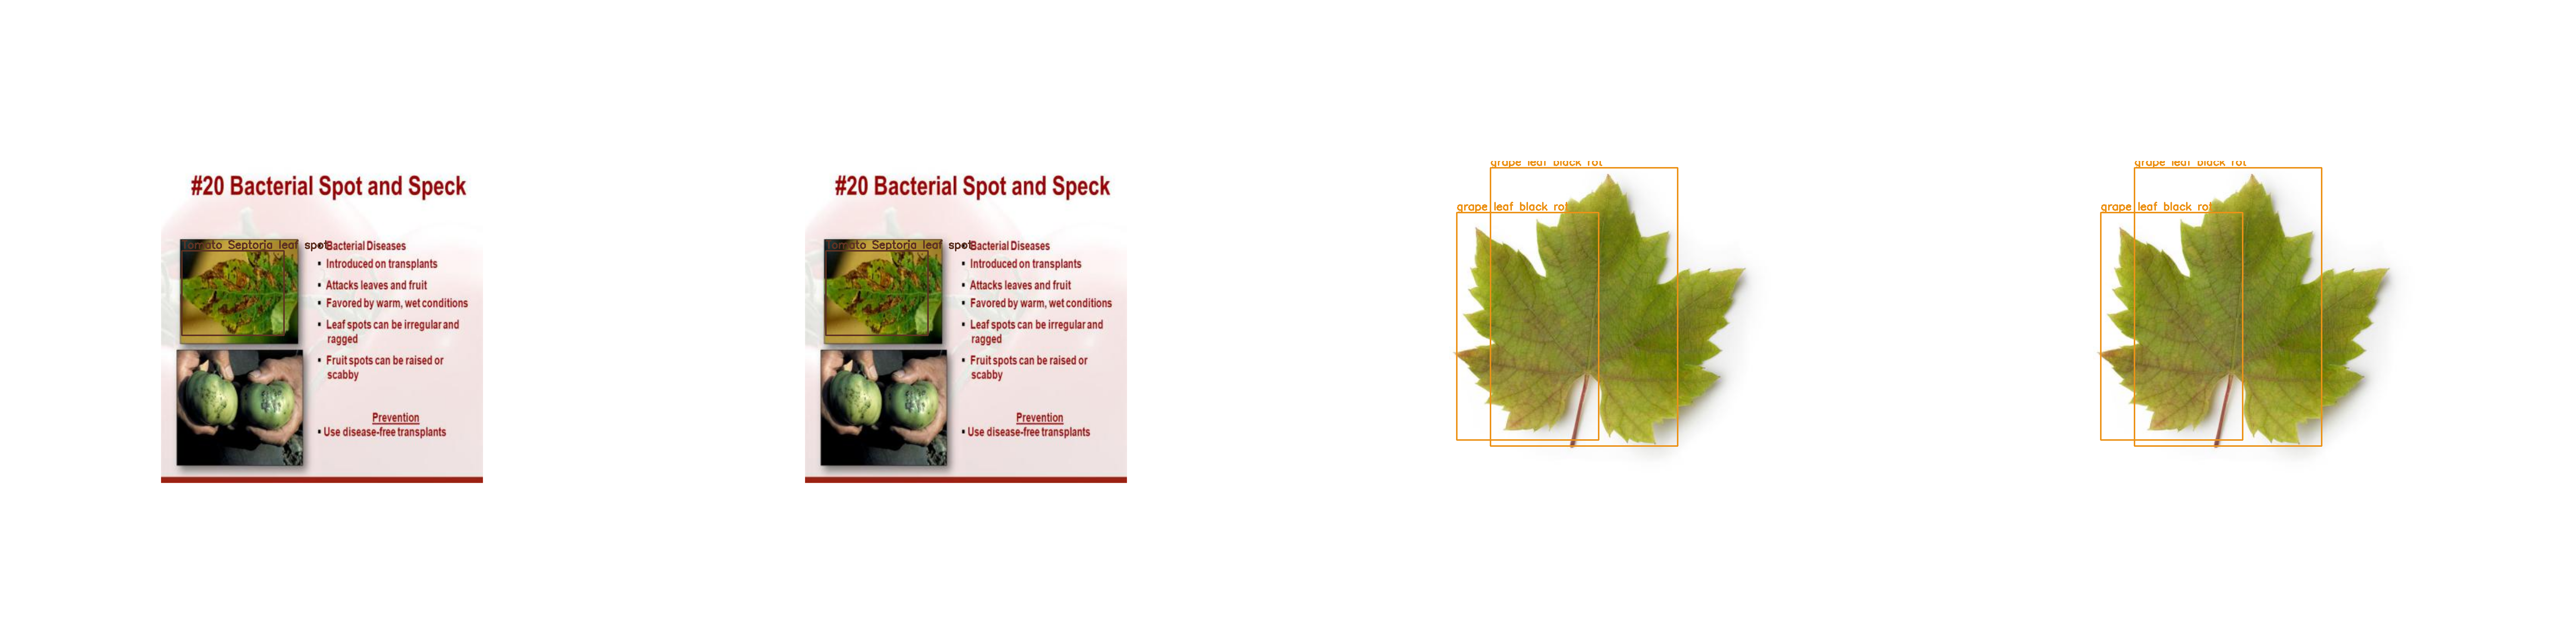 #20 Bacterial Spot and Speck
Tomato Septoria leaf spot
Bacterial Diseases
▪ Introduced on transplants
▪ Attacks leaves and fruit
▪ Favored by warm, wet conditions
▪ Leaf spots can be irregular and
ragged
▪ Fruit spots can be raised or
scabby
Prevention
▪ Use disease-free transplants
#20 Bacterial Spot and Speck
Tomato Septoria leaf spot
Bacterial Diseases
▪ Introduced on transplants
▪ Attacks leaves and fruit
▪ Favored by warm, wet conditions
▪ Leaf spots can be irregular and
ragged
▪ Fruit spots can be raised or
scabby
Prevention
▪ Use disease-free transplants
grape leaf black rot
grape leaf black rot
grape leaf black rot
grape leaf black rot